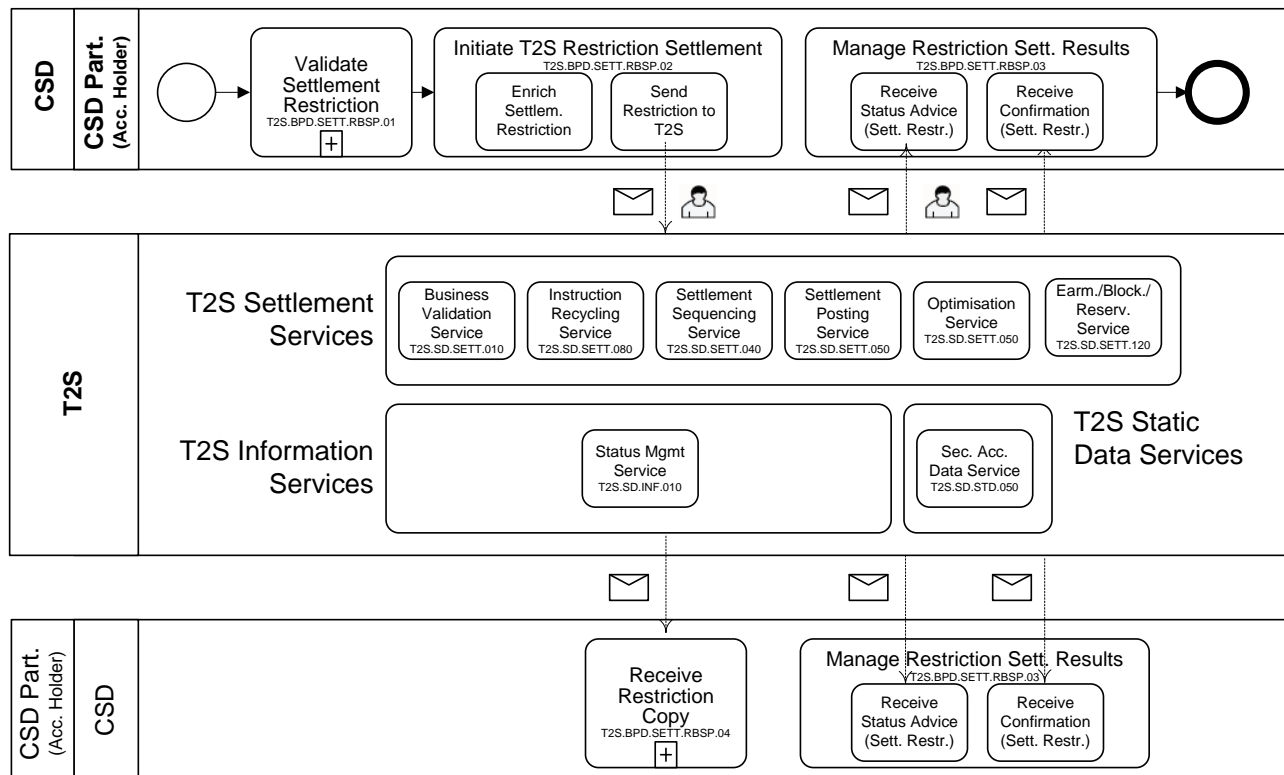 CSD
CSD Part.
(Acc. Holder)
Validate
Settlement
Restriction
T2S.BPD.SETT.RBSP.01
+
Initiate T2S Restriction Settlement
T2S.BPD.SETT.RBSP.02
Enrich
Settlem.
Restriction
Send
Restriction to
T2S
Manage Restriction Sett. Results
T2S.BPD.SETT.RBSP.03
Receive
Status Advice
(Sett. Restr.)
Receive
Confirmation
(Sett. Restr.)
T2S
T2S Settlement
Services
Business
Validation
Service
T2S.SD.SETT.010
Instruction
Recycling
Service
T2S.SD.SETT.080
Settlement
Sequencing
Service
T2S.SD.SETT.040
Settlement
Posting
Service
T2S.SD.SETT.050
Optimisation
Service
T2S.SD.SETT.050
Earm./Block./
Reserv.
Service
T2S.SD.SETT.120
T2S Information
Services
Status Mgmt
Service
T2S.SD.INF.010
Sec. Acc.
Data Service
T2S.SD.STD.050
T2S Static
Data Services
CSD Part.
(Acc. Holder)
CSD
Receive
Restriction
Copy
T2S.BPD.SETT.RBSP.04
+
Manage Restriction Sett. Results
T2S.BPD.SETT.RBSP.03
Receive
Status Advice
(Sett. Restr.)
Receive
Confirmation
(Sett. Restr.)